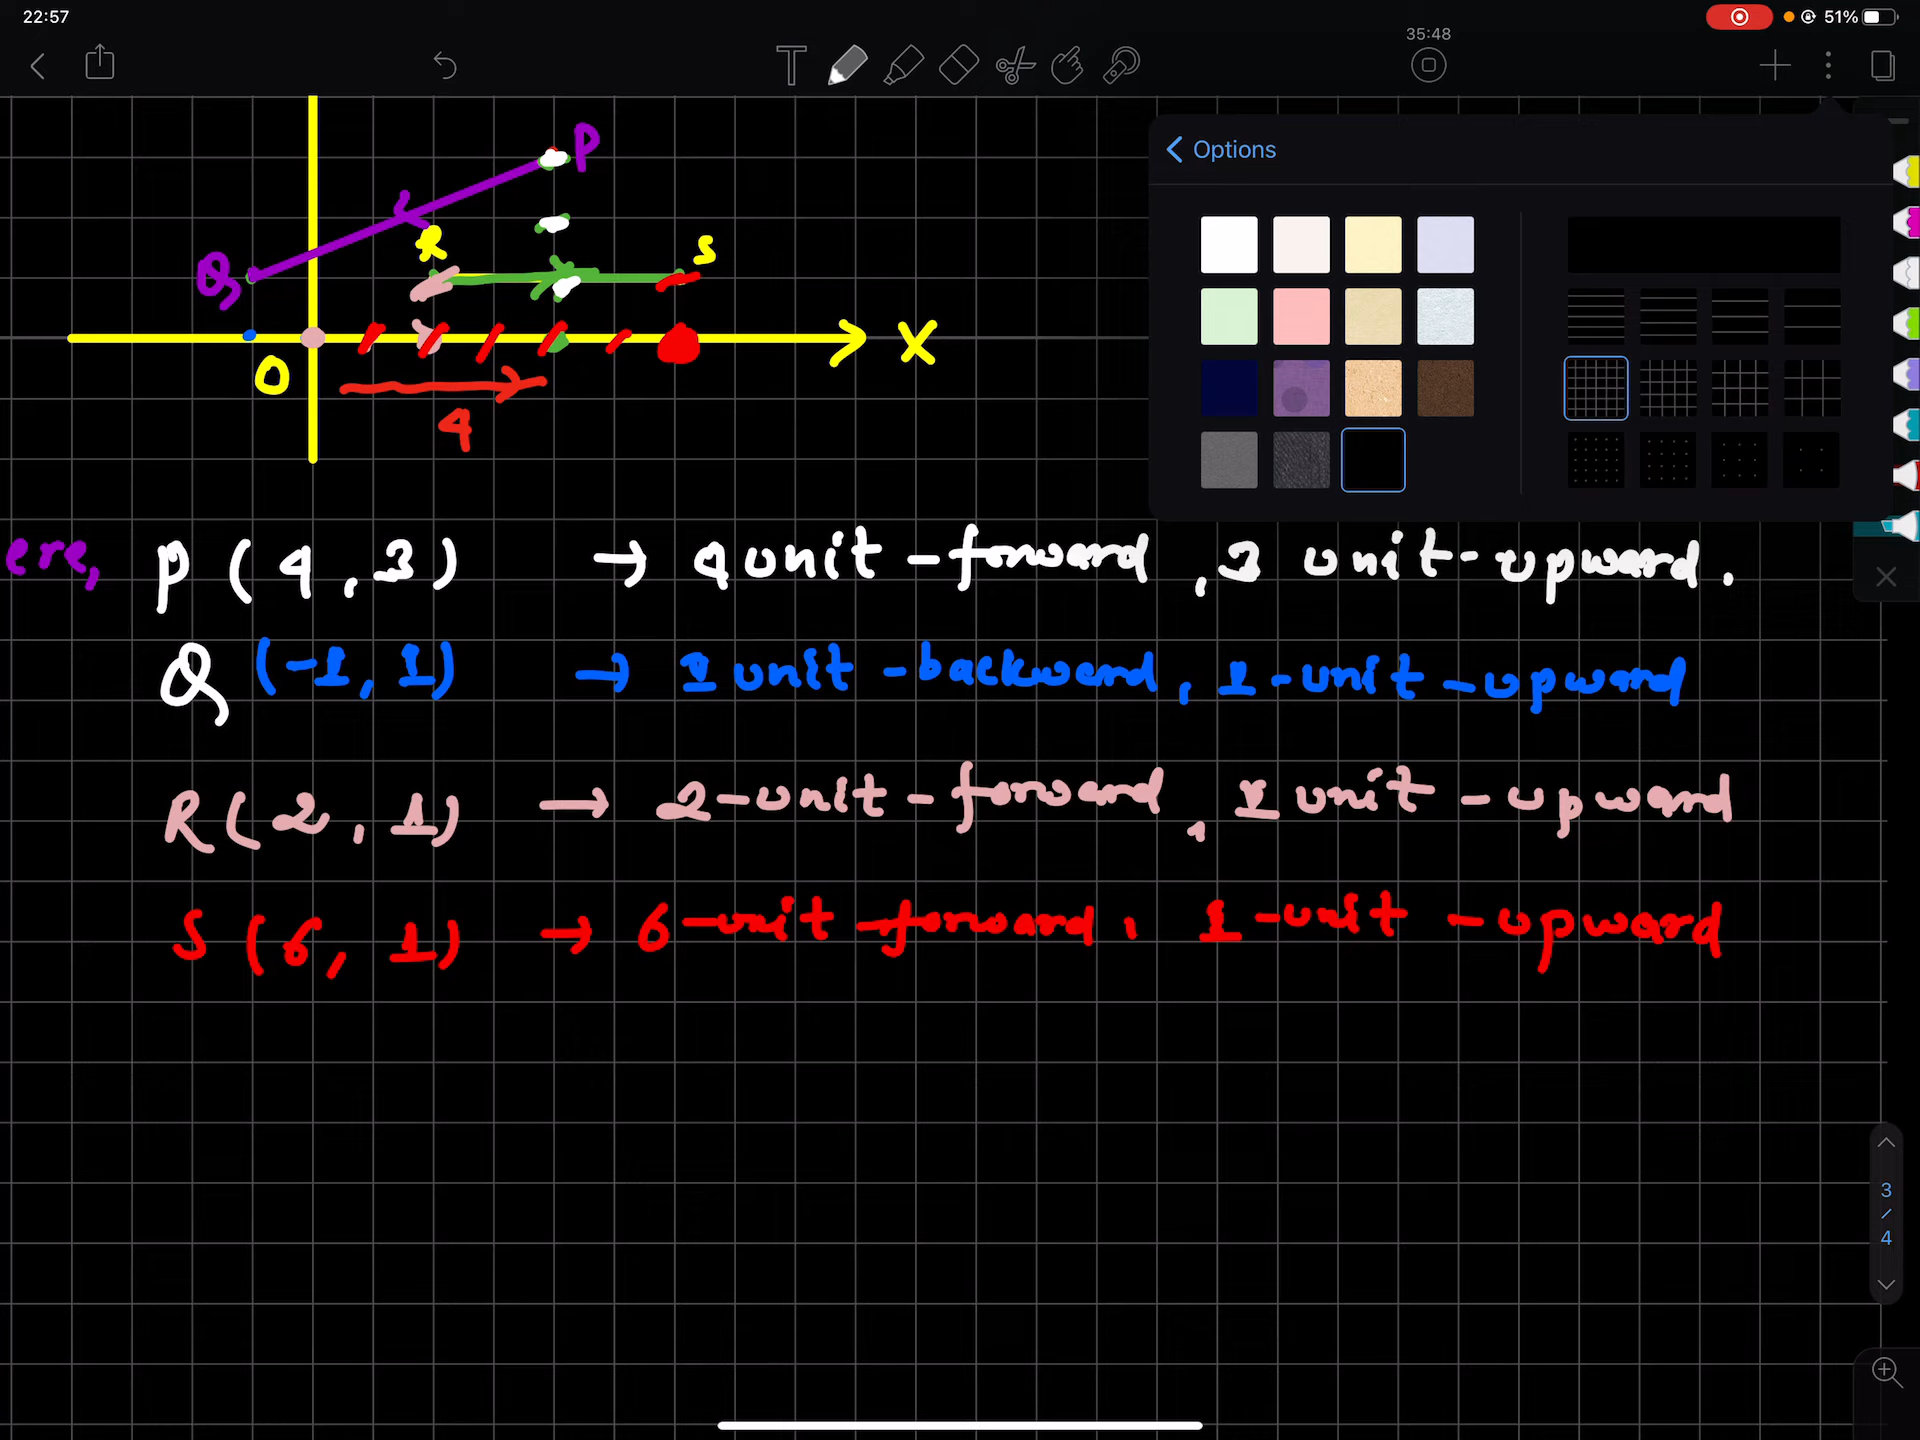 22:57
51%
35:48
Options
P
Q
R
S
X
O
4
ere,
P (4,3) → 4 unit-forward, 3 unit-upward.
Q (-1, 1) → 1 unit-backward, 1-unit-upward
R(2, 1) → 2-unit-forward, 1 unit-upward
S (6, 1) → 6-unit-forward, 1-unit-upward
3
/
4